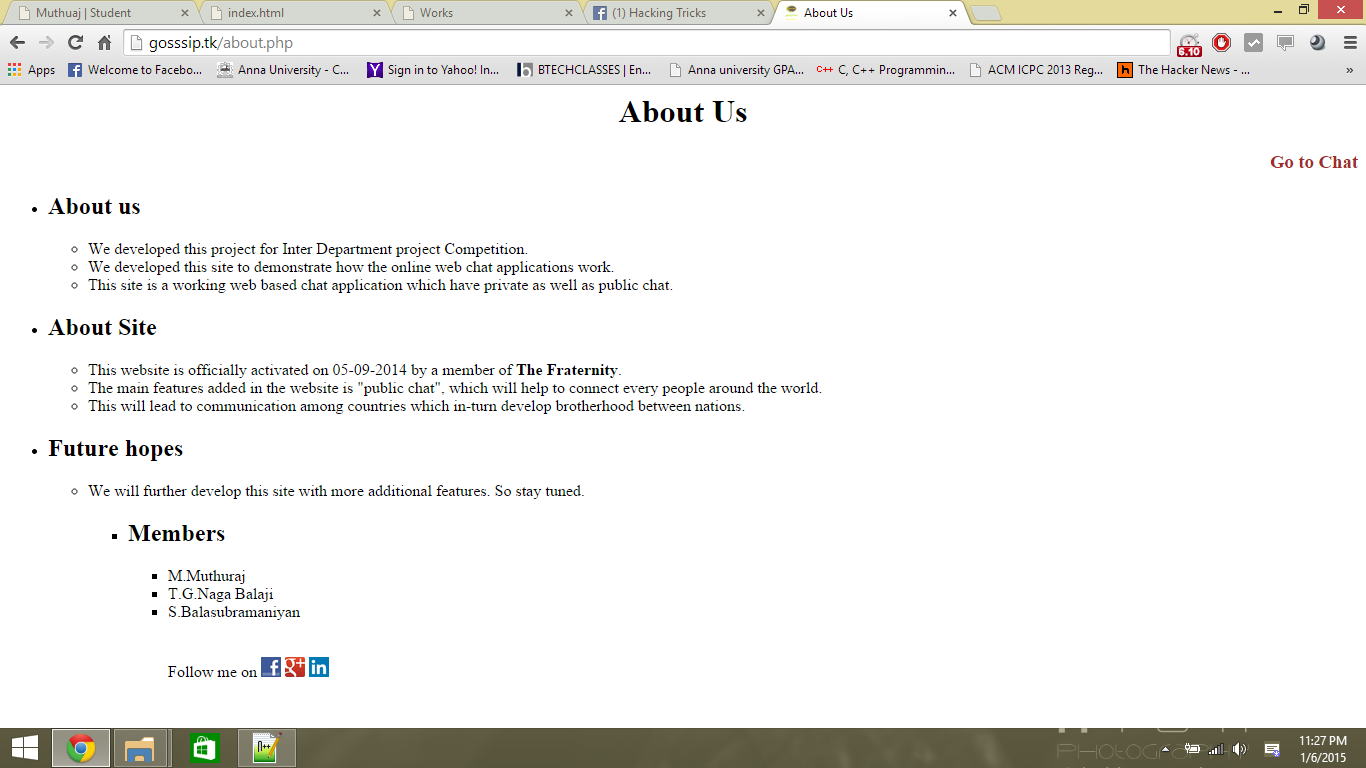 Muthuaj | Student
index.html
Works
(1) Hacking Tricks
About Us
gosssip.tk/about.php
6.10
Apps
Welcome to Facebo...
Anna University - C...
Sign in to Yahoo! In...
BTECHCLASSES | En...
Anna university GPA...
C++ C, C++ Programmin...
ACM ICPC 2013 Reg...
h The Hacker News - ...
»
About Us
Go to Chat
About us
We developed this project for Inter Department project Competition.
We developed this site to demonstrate how the online web chat applications work.
This site is a working web based chat application which have private as well as public chat.
About Site
This website is officially activated on 05-09-2014 by a member of The Fraternity.
The main features added in the website is "public chat", which will help to connect every people around the world.
This will lead to communication among countries which in-turn develop brotherhood between nations.
Future hopes
We will further develop this site with more additional features. So stay tuned.
Members
M.Muthuraj
T.G.Naga Balaji
S.Balasubramaniyan
Follow me on f g+ in
11:27 PM
1/6/2015